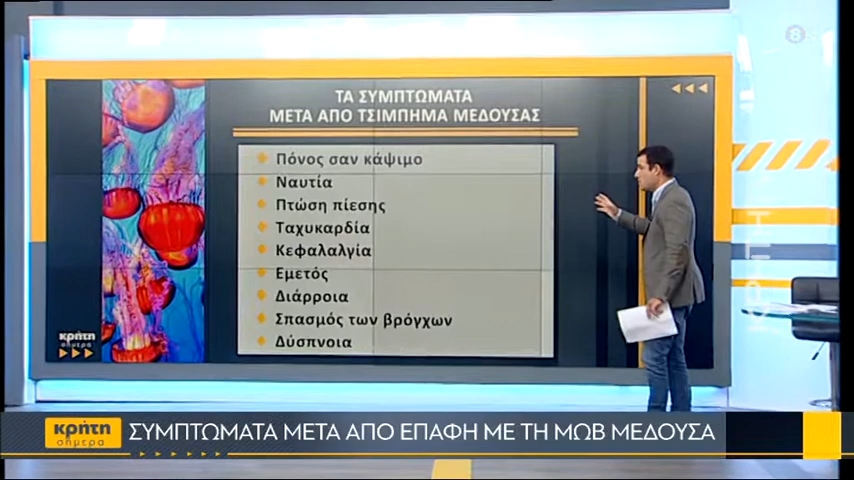 ΤΑ ΣΥΜΠΤΩΜΑΤΑ
ΜΕΤΑ ΑΠΟ ΤΣΙΜΠΗΜΑ ΜΕΔΟΥΣΑΣ
Πόνος σαν κάψιμο
Ναυτία
Πτώση πίεσης
Ταχυκαρδία
Κεφαλαλγία
Εμετός
Διάρροια
Σπασμός των βρόγχων
Δύσπνοια
κρήτη
σήμερα
κρήτη
σήμερα
ΣΥΜΠΤΩΜΑΤΑ ΜΕΤΑ ΑΠΟ ΕΠΑΦΗ ΜΕ ΤΗ ΜΩΒ ΜΕΔΟΥΣΑ